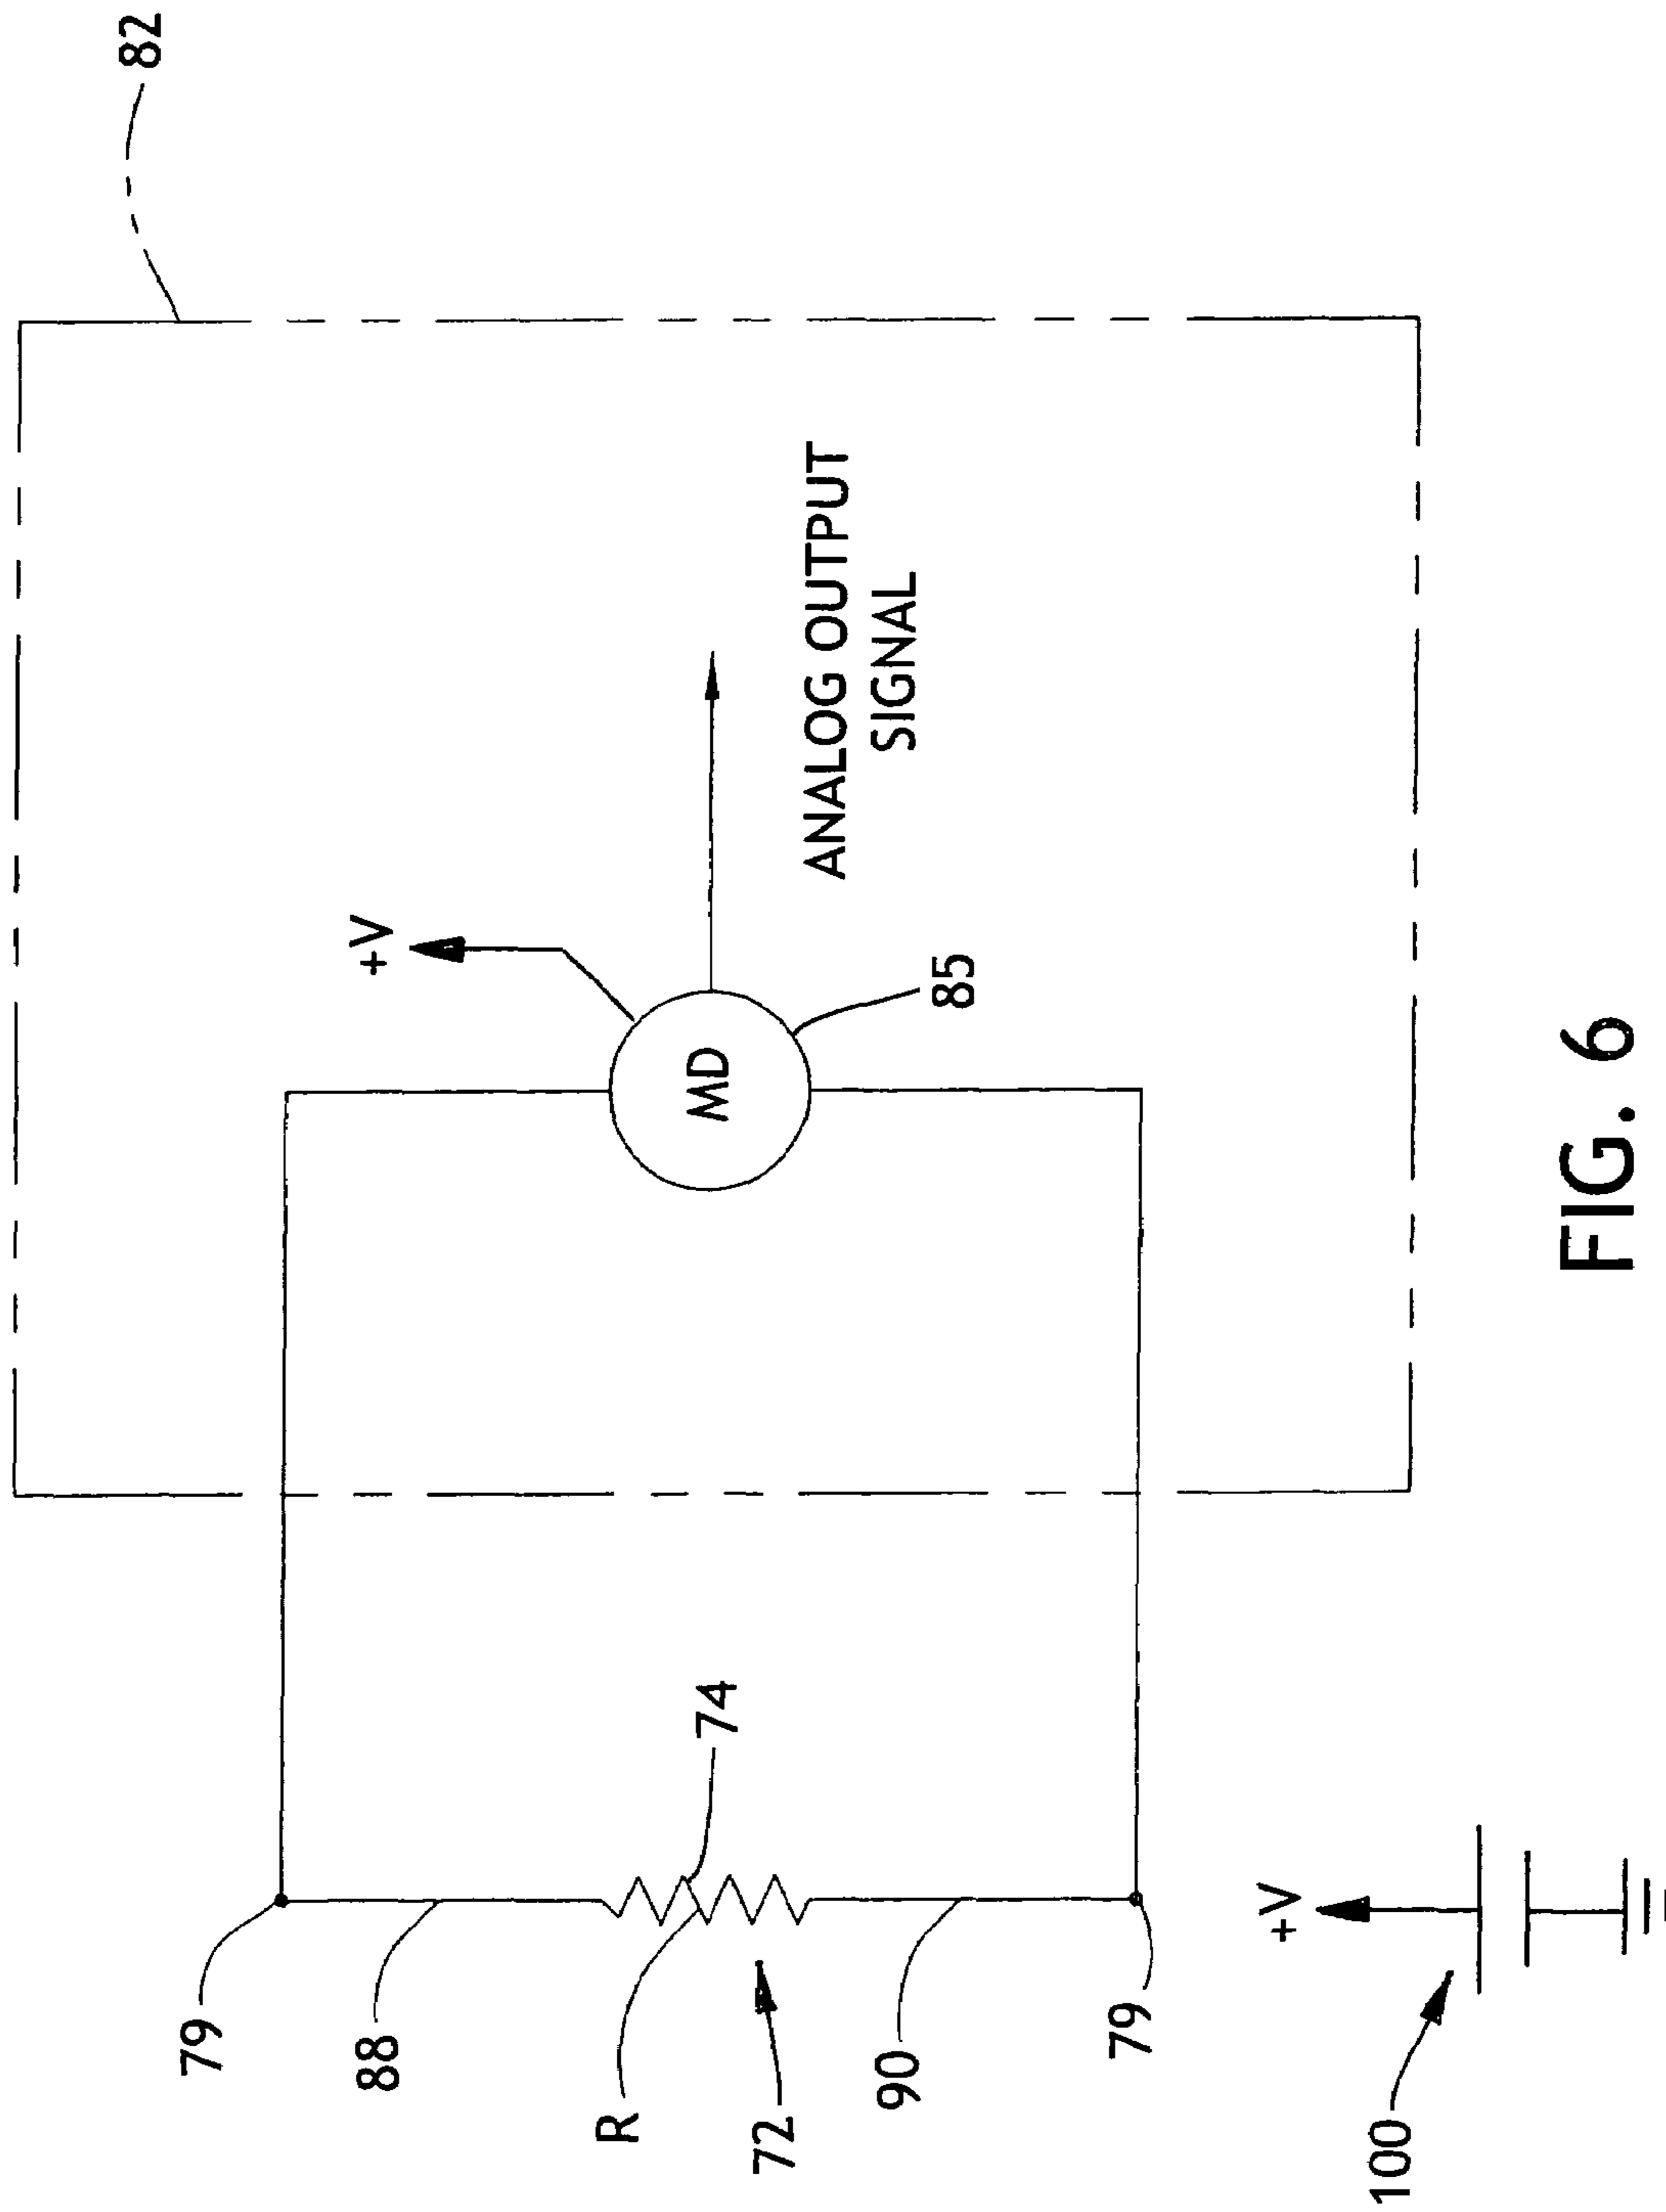 82
+V
ANALOG OUTPUT
SIGNAL
MD
85
79
88
74
R
72
90
79
+V
100
FIG. 6